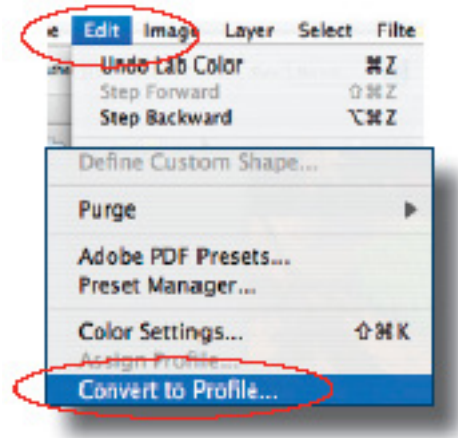 Edit Image Layer Select Filte
Undo Lab Color ⌘Z
Step Forward ⇧⌘Z
Step Backward ⌥⌘Z
Define Custom Shape...
Purge
Adobe PDF Presets...
Preset Manager...
Color Settings... ⇧⌘K
Assign Profile...
Convert to Profile...